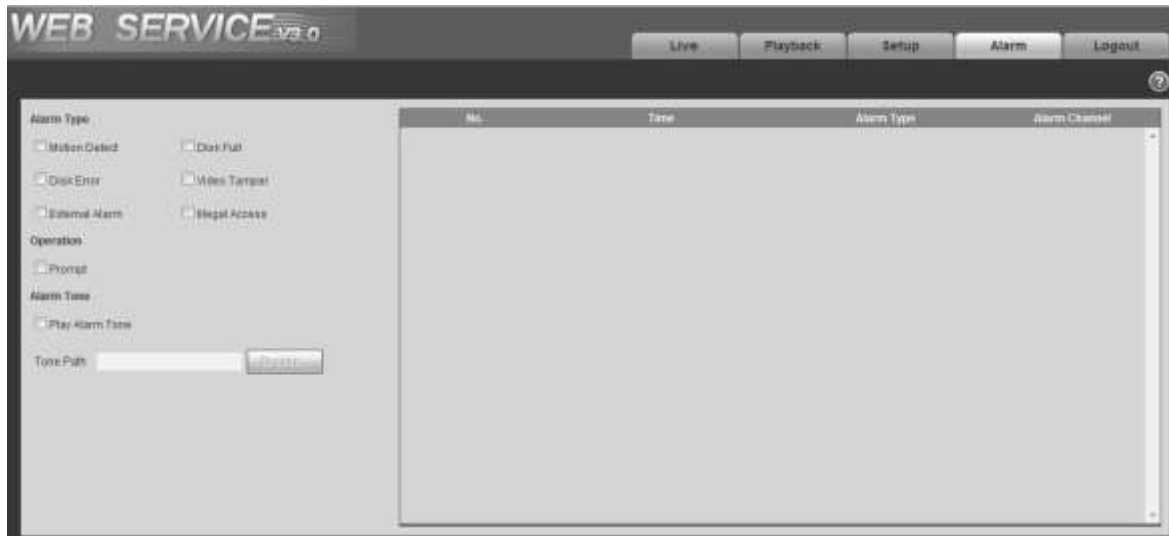 WEB SERVICE V3.0
Live Playback Setup Alarm Logout
?
Alarm Type
Motion Detect Disk Full
Disk Error Video Tamper
External Alarm Illegal Access
Operation
Prompt
Alarm Tone
Play Alarm Tone
Tone Path Browse...
No. Time Alarm Type Alarm Channel